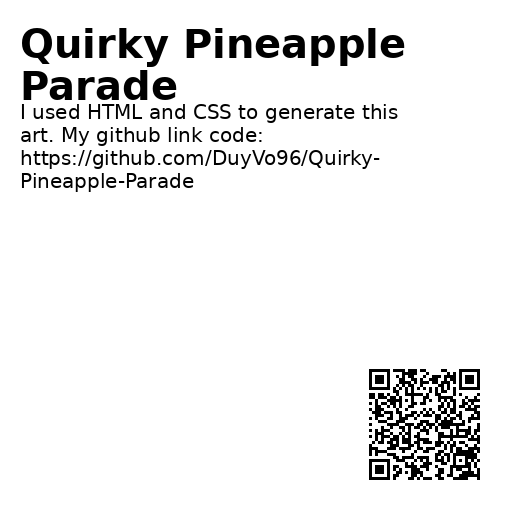 Quirky Pineapple
Parade
I used HTML and CSS to generate this
art. My github link code:
https://github.com/DuyVo96/Quirky-
Pineapple-Parade